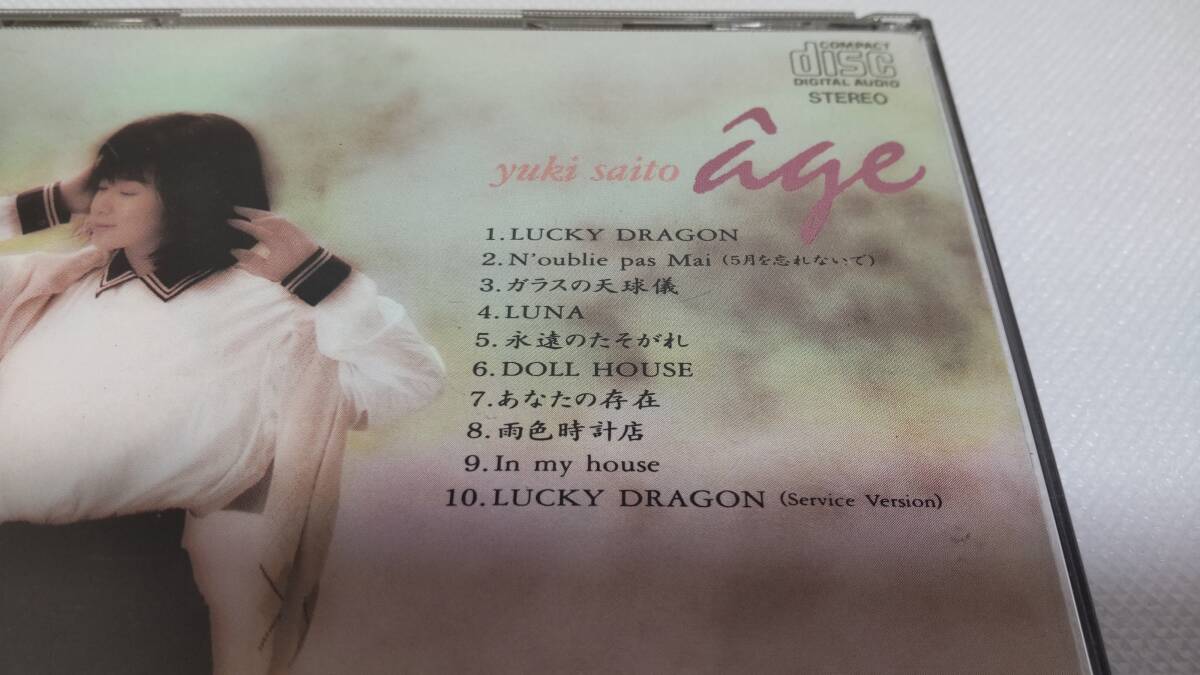 COMPACT
disc
DIGITAL AUDIO
STEREO
yuki saito âge
1. LUCKY DRAGON
2. N'oublie pas Mai (5月を忘れないで)
3. ガラスの天球儀
4. LUNA
5. 永遠のたそがれ
6. DOLL HOUSE
7. あなたの存在
8. 雨色時計店
9. In my house
10. LUCKY DRAGON (Service Version)